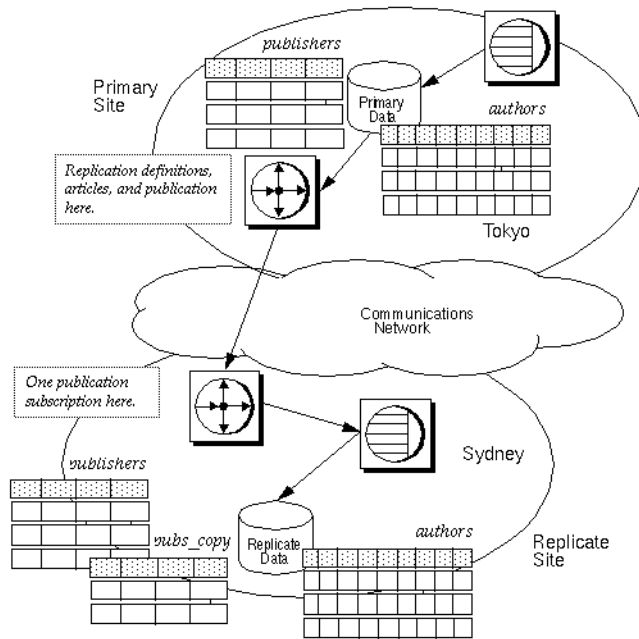 publishers
Primary
Site
Primary
Data
authors
Replication definitions,
articles, and publication
here.
Tokyo
Communications
Network
One publication
subscription here.
publishers
Sydney
pubs_copy
authors
Replicate
Data
Replicate
Site